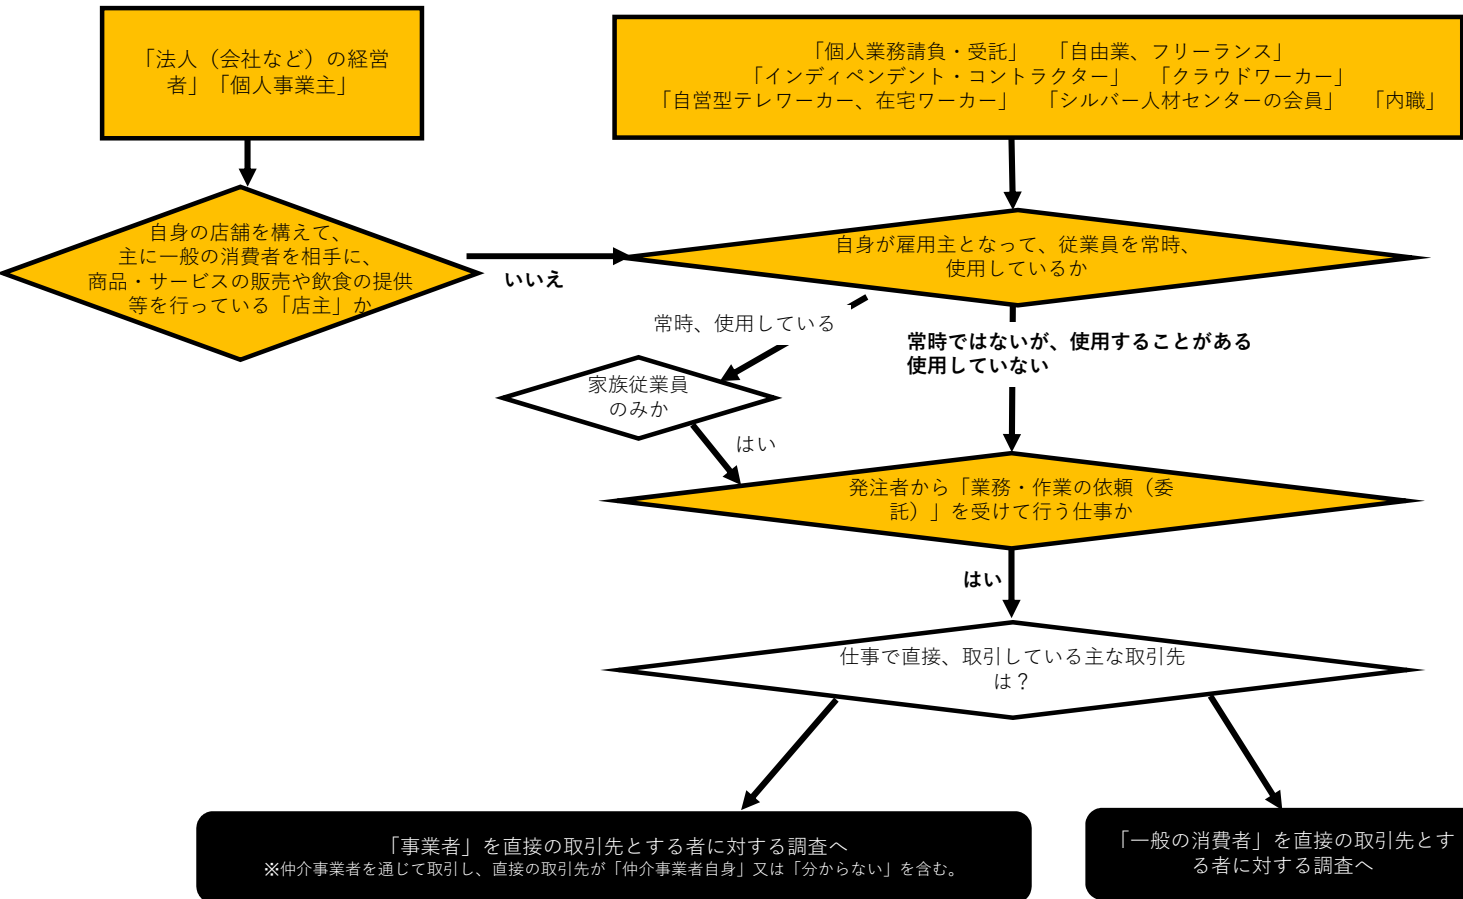 「法人（会社など）の経営
者」「個人事業主」
「個人業務請負・受託」　「自由業、フリーランス」
「インディペンデント・コントラクター」　「クラウドワーカー」
「自営型テレワーカー、在宅ワーカー」　「シルバー人材センターの会員」　「内職」
自身の店舗を構えて、
主に一般の消費者を相手に、
商品・サービスの販売や飲食の提供
等を行っている「店主」か
いいえ
自身が雇用主となって、従業員を常時、
使用しているか
常時、使用している
常時ではないが、使用することがある
使用していない
家族従業員
のみか
はい
発注者から「業務・作業の依頼（委
託）」を受けて行う仕事か
はい
仕事で直接、取引している主な取引先
は？
「事業者」を直接の取引先とする者に対する調査へ
※仲介事業者を通じて取引し、直接の取引先が「仲介事業者自身」又は「分からない」を含む。
「一般の消費者」を直接の取引先とす
る者に対する調査へ